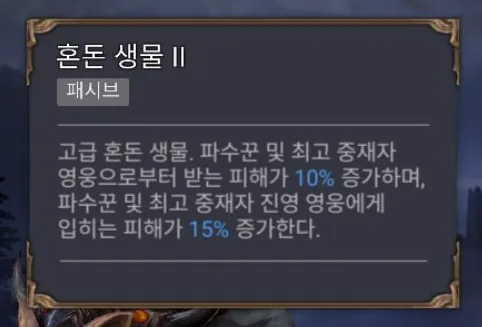 혼돈 생물 II
패시브
고급 혼돈 생물. 파수꾼 및 최고 중재자
영웅으로부터 받는 피해가 10% 증가하며,
파수꾼 및 최고 중재자 진영 영웅에게
입히는 피해가 15% 증가한다.